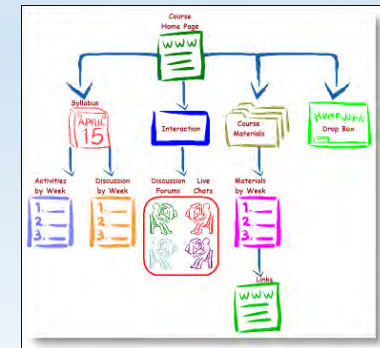 Course
Home Page
WWW
Syllabus
APRIL
15
Interaction
Course
Materials
Homework
Drop Box
Activities
by Week
1.
2.
3.
Discussion
by Week
1.
2.
3.
Discussion
Forums
Live
Chats
Materials
by Week
1.
2.
3.
Links
WWW